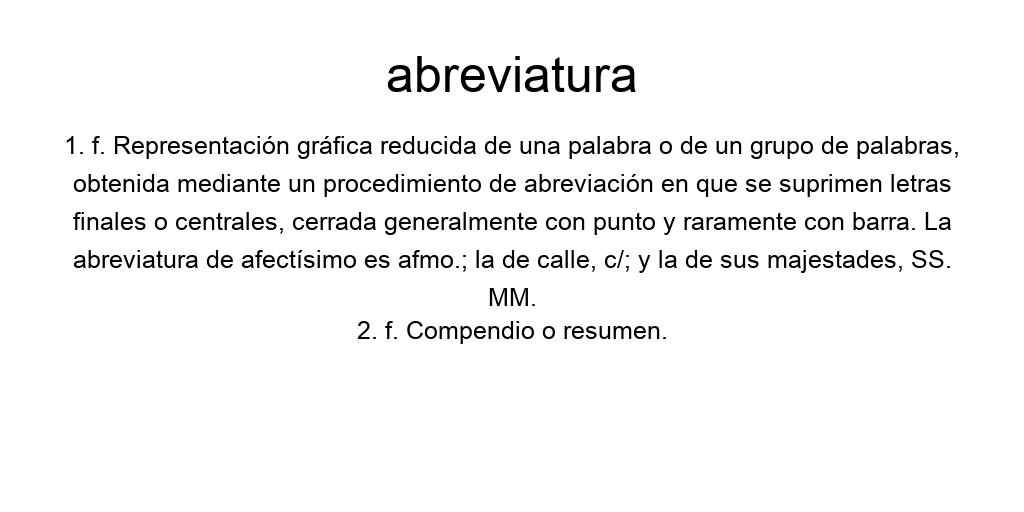 abreviatura
1. f. Representación gráfica reducida de una palabra o de un grupo de palabras,
obtenida mediante un procedimiento de abreviación en que se suprimen letras
finales o centrales, cerrada generalmente con punto y raramente con barra. La
abreviatura de afectísimo es afmo.; la de calle, c/; y la de sus majestades, SS.
MM.
2. f. Compendio o resumen.